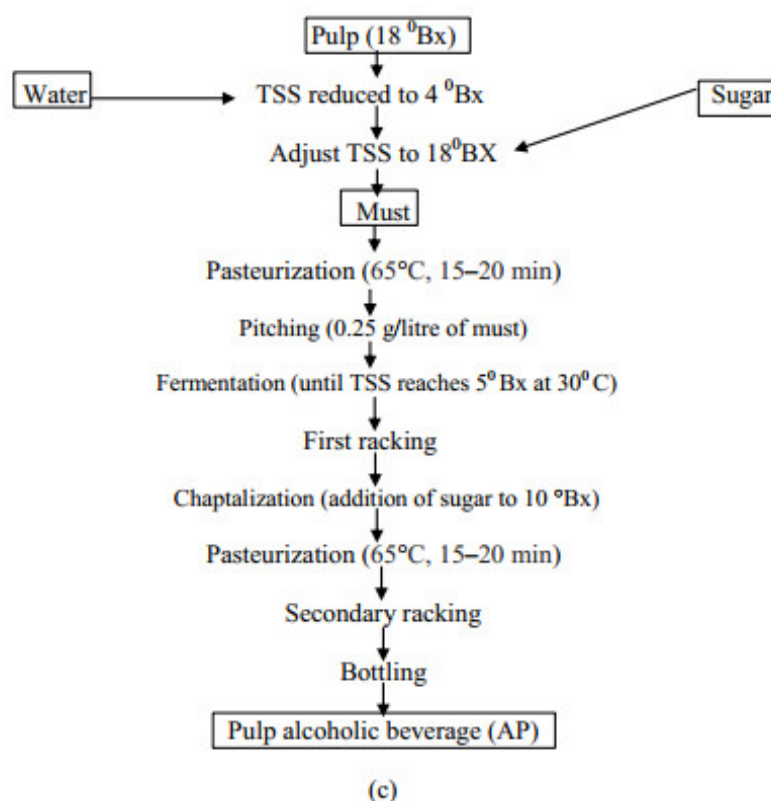 Pulp (18 ⁰Bx)
Water
TSS reduced to 4 ⁰Bx
Sugar
Adjust TSS to 18⁰BX
Must
Pasteurization (65°C, 15–20 min)
Pitching (0.25 g/litre of must)
Fermentation (until TSS reaches 5⁰ Bx at 30⁰ C)
First racking
Chaptalization (addition of sugar to 10 °Bx)
Pasteurization (65°C, 15–20 min)
Secondary racking
Bottling
Pulp alcoholic beverage (AP)
(c)